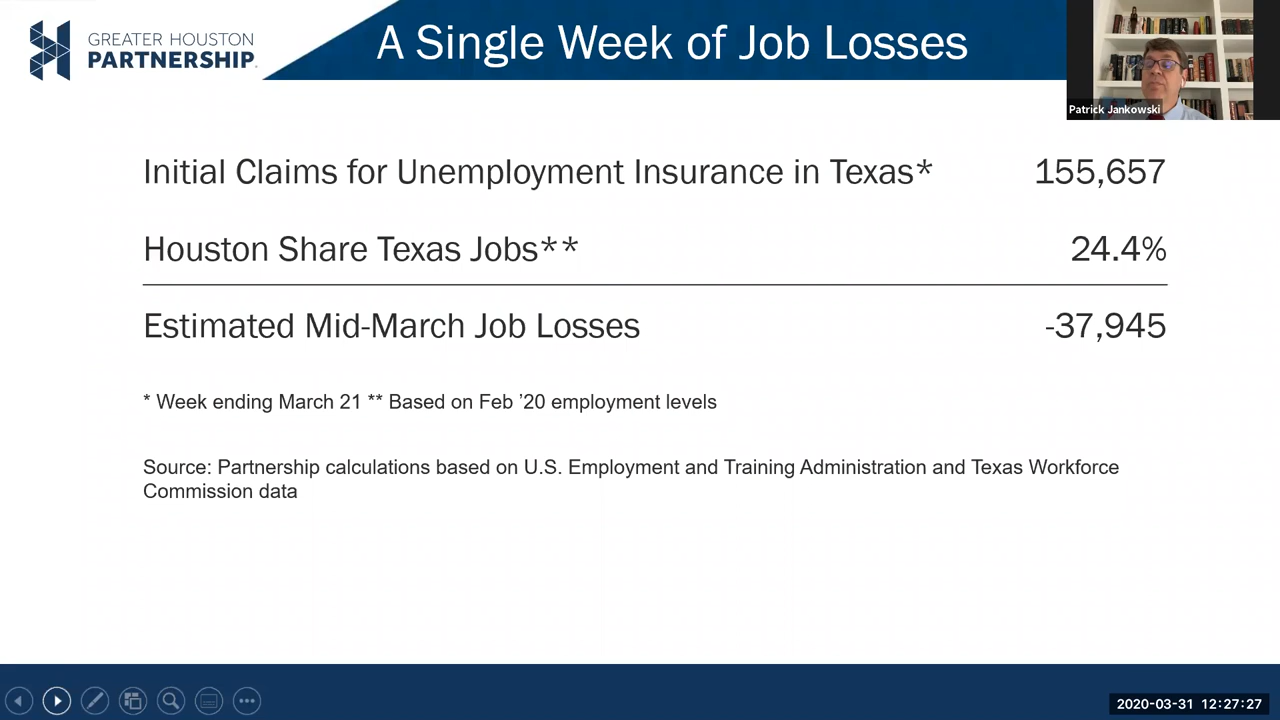 GREATER HOUSTON
PARTNERSHIP.
A Single Week of Job Losses
Patrick Jankowski
Initial Claims for Unemployment Insurance in Texas* 155,657
Houston Share Texas Jobs** 24.4%
Estimated Mid-March Job Losses -37,945
* Week ending March 21 ** Based on Feb ’20 employment levels
Source: Partnership calculations based on U.S. Employment and Training Administration and Texas Workforce
Commission data
2020-03-31 12:27:27